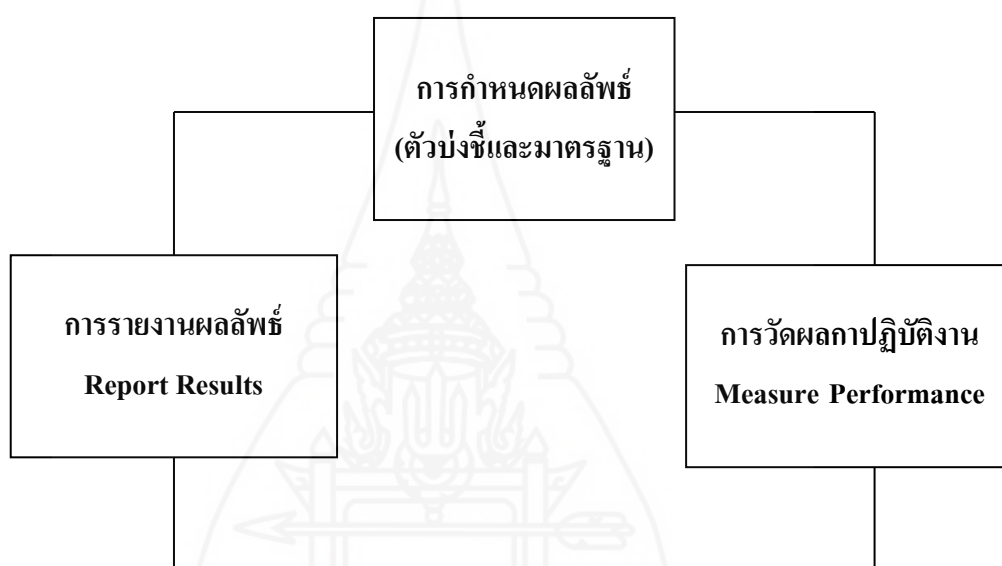 การกำหนดผลลัพธ์
(ตัวบ่งชี้และมาตรฐาน)
การรายงานผลลัพธ์
Report Results
การวัดผลกาปฏิบัติงาน
Measure Performance